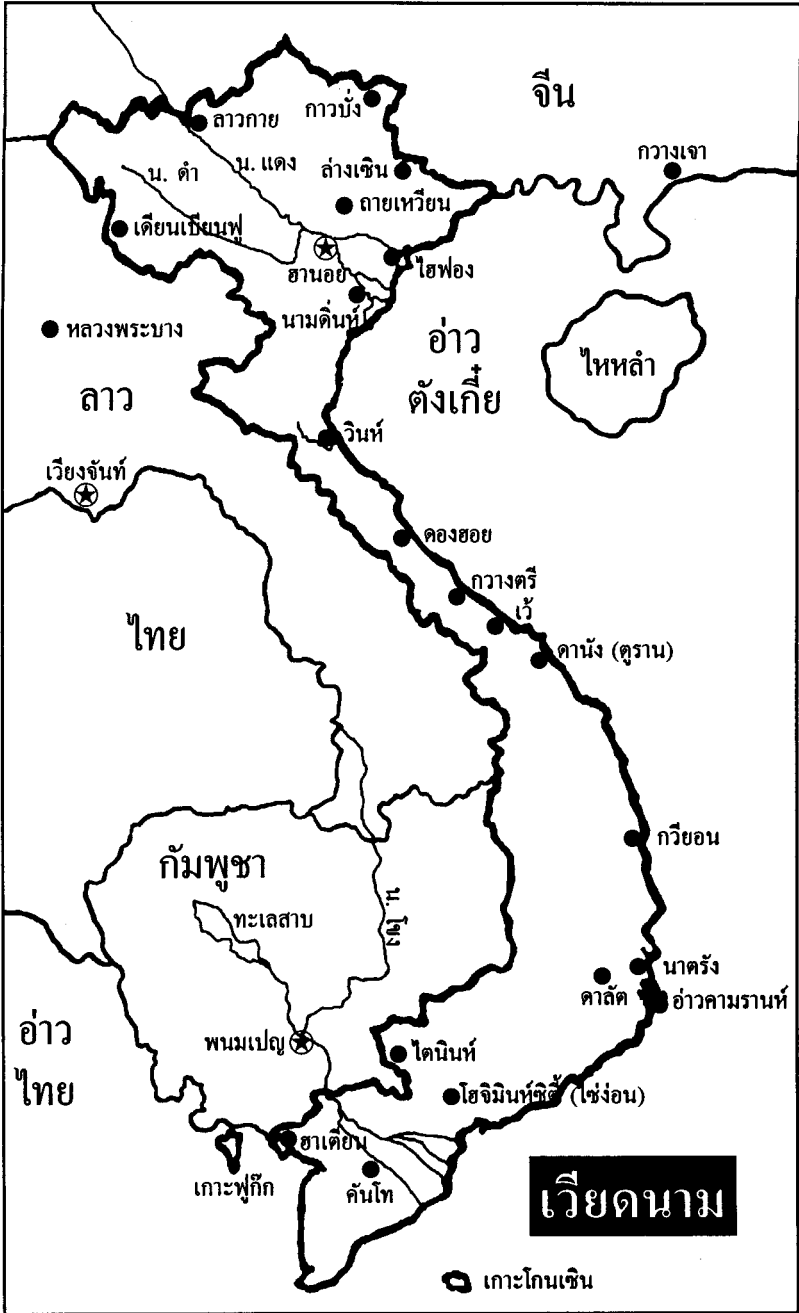 จีน
กาวบั่ง
ลาวกาย
กวางเจา
น. ดำ
น. แดง
ล่างเซิน
ถายเหวียน
เดียนเบียนฟู
ฮานอย
ไฮฟอง
นามดิ่นห์
หลวงพระบาง
อ่าว
ตังเกี๋ย
ไหหลำ
ลาว
วินห์
เวียงจันท์
ดองฮอย
กวางตรี
เว้
ไทย
ดานัง (ตูราน)
กวียอน
กัมพูชา
ทะเลสาบ
น. โขง
นาตรัง
ดาลัต
อ่าวคามรานห์
อ่าว
ไทย
พนมเปญ
ไตนินห์
โฮจิมินห์ซิตี้ (ไซ่ง่อน)
ฮาเตียน
เกาะฟูก๊ก
คันโท
เวียดนาม
เกาะโกนเซิน